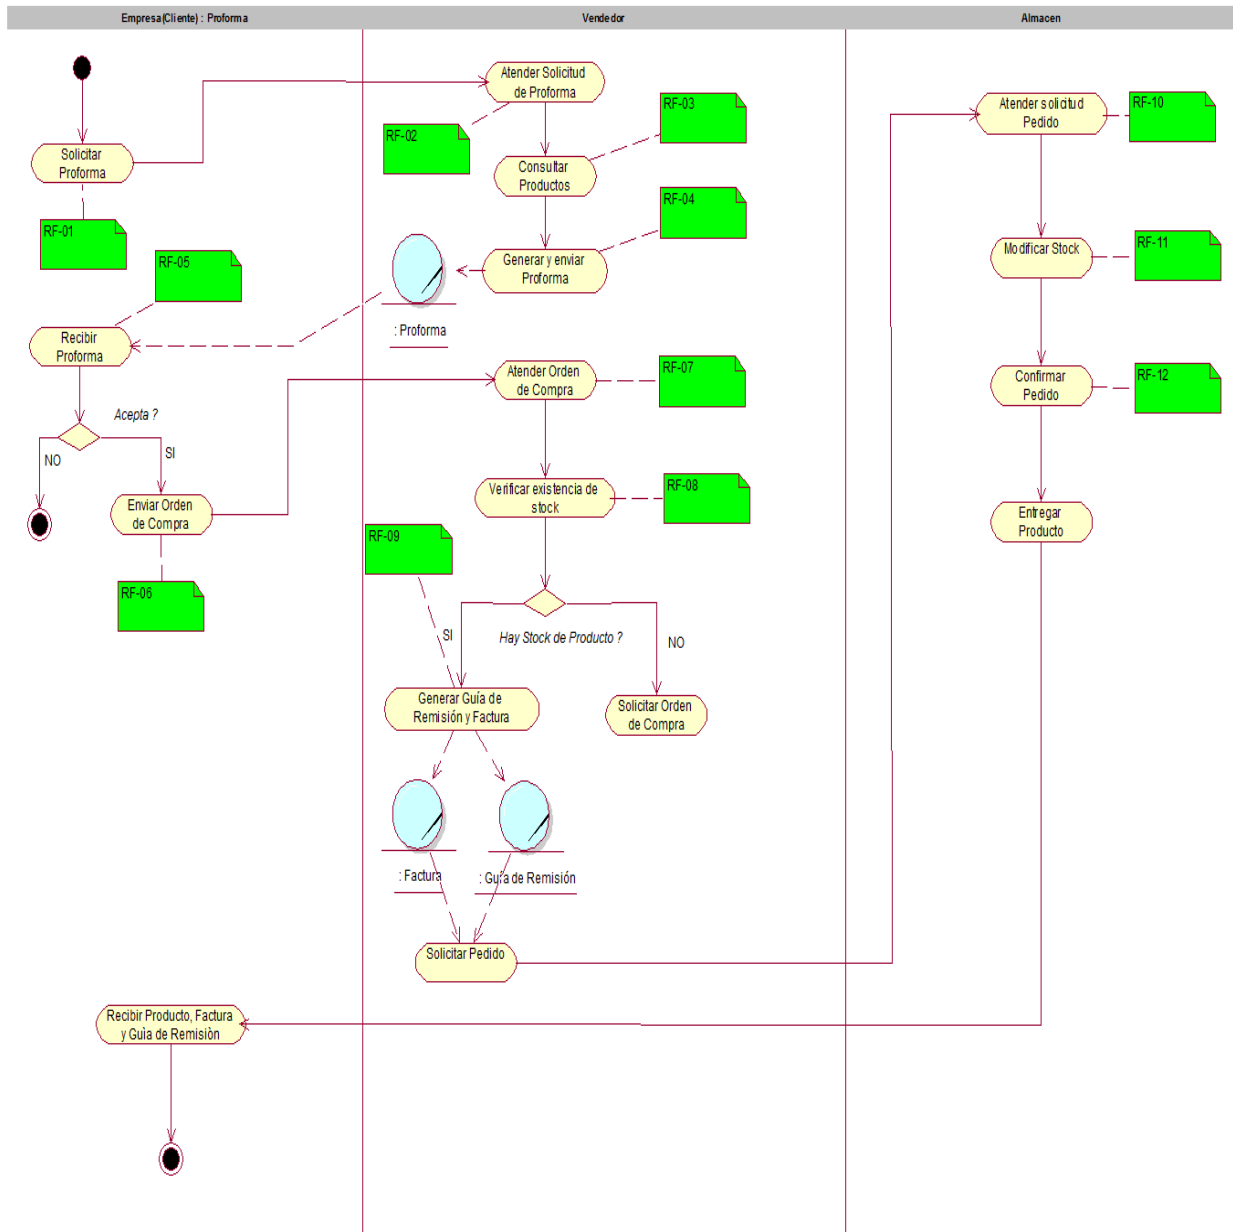 Empresa(Cliente) : Proforma
Vendedor
Almacen
Atender Solicitud
de Proforma
RF-02
RF-03
Atender solicitud
Pedido
RF-10
Solicitar
Proforma
RF-01
Consultar
Productos
RF-04
RF-05
Generar y enviar
Proforma
: Proforma
Modificar Stock
RF-11
Recibir
Proforma
Atender Orden
de Compra
RF-07
Confirmar
Pedido
RF-12
Acepta ?
NO
SI
Enviar Orden
de Compra
RF-06
Verificar existencia de
stock
RF-08
Entregar
Producto
RF-09
SI
Hay Stock de Producto ?
NO
Generar Guía de
Remisión y Factura
Solicitar Orden
de Compra
: Factura
: Guía de Remisión
Solicitar Pedido
Recibir Producto, Factura
y Guìa de Remisiòn